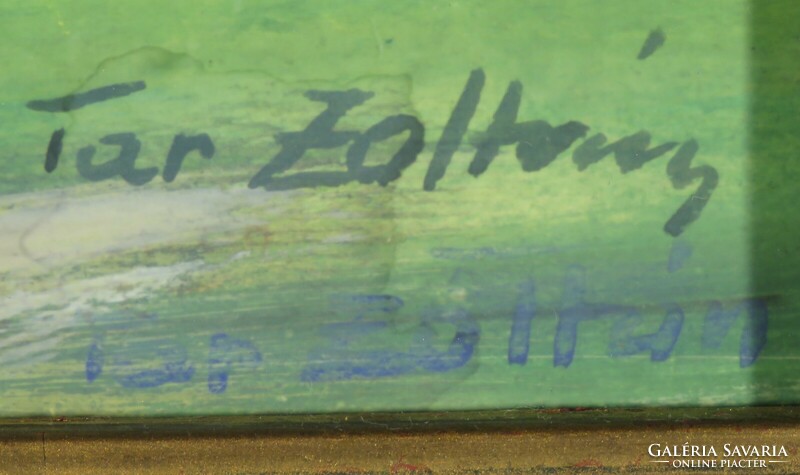 Tar Zoltán
Tar Zoltán
GALÉRIA SAVARIA
ONLINE PIACTÉR